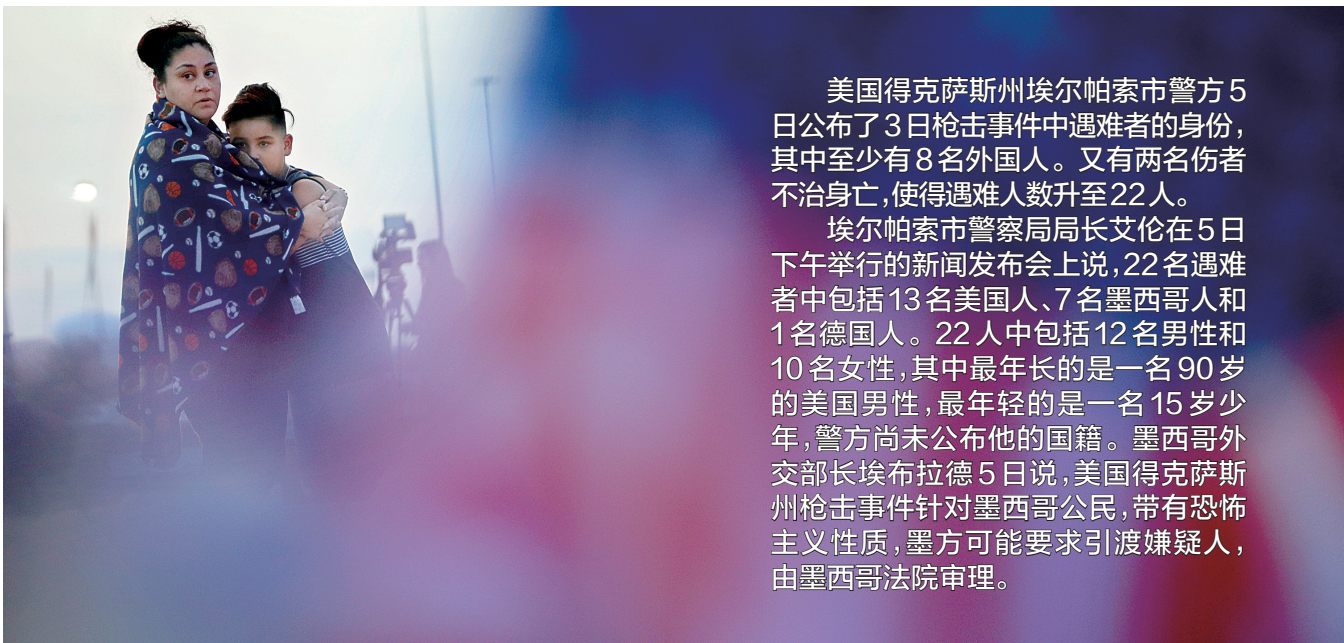 美国得克萨斯州埃尔帕索市警方5
日公布了3日枪击事件中遇难者的身份，
其中至少有8名外国人。又有两名伤者
不治身亡，使得遇难人数升至22人。
埃尔帕索市警察局局长艾伦在5日
下午举行的新闻发布会上说，22名遇难
者中包括13名美国人、7名墨西哥人和
1名德国人。22人中包括12名男性和
10名女性，其中最年长的是一名90岁
的美国男性，最年轻的是一名15岁少
年，警方尚未公布他的国籍。墨西哥外
交部长埃布拉德5日说，美国得克萨斯
州枪击事件针对墨西哥公民，带有恐怖
主义性质，墨方可能要求引渡嫌疑人，
由墨西哥法院审理。